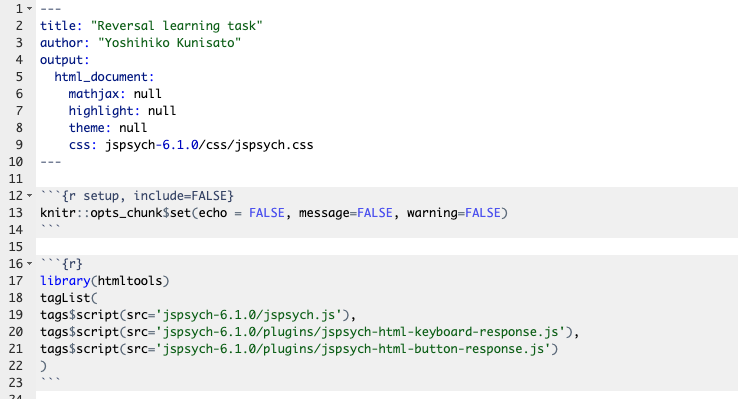 1 ---
2 title: "Reversal learning task"
3 author: "Yoshihiko Kunisato"
4 output:
5   html_document:
6     mathjax: null
7     highlight: null
8     theme: null
9     css: jspsych-6.1.0/css/jspsych.css
10 ---
11
12 ```{r setup, include=FALSE}
13 knitr::opts_chunk$set(echo = FALSE, message=FALSE, warning=FALSE)
14 ```
15
16 ```{r}
17 library(htmltools)
18 tagList(
19 tags$script(src='jspsych-6.1.0/jspsych.js'),
20 tags$script(src='jspsych-6.1.0/plugins/jspsych-html-keyboard-response.js'),
21 tags$script(src='jspsych-6.1.0/plugins/jspsych-html-button-response.js')
22 )
23 ```